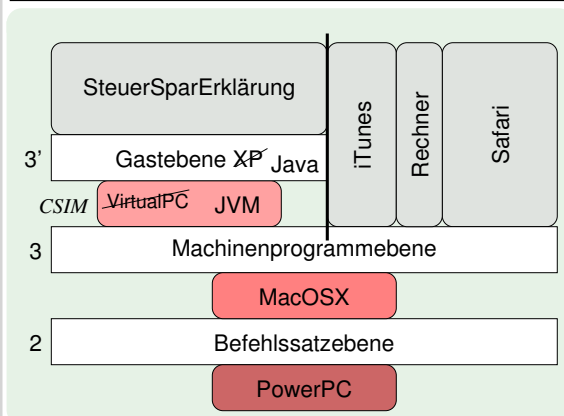 SteuerSparErklärung
iTunes
Rechner
Safari
3' Gastebene XP Java
CSIM VirtualPC JVM
3 Machinenprogrammebene
MacOSX
2 Befehlssatzebene
PowerPC